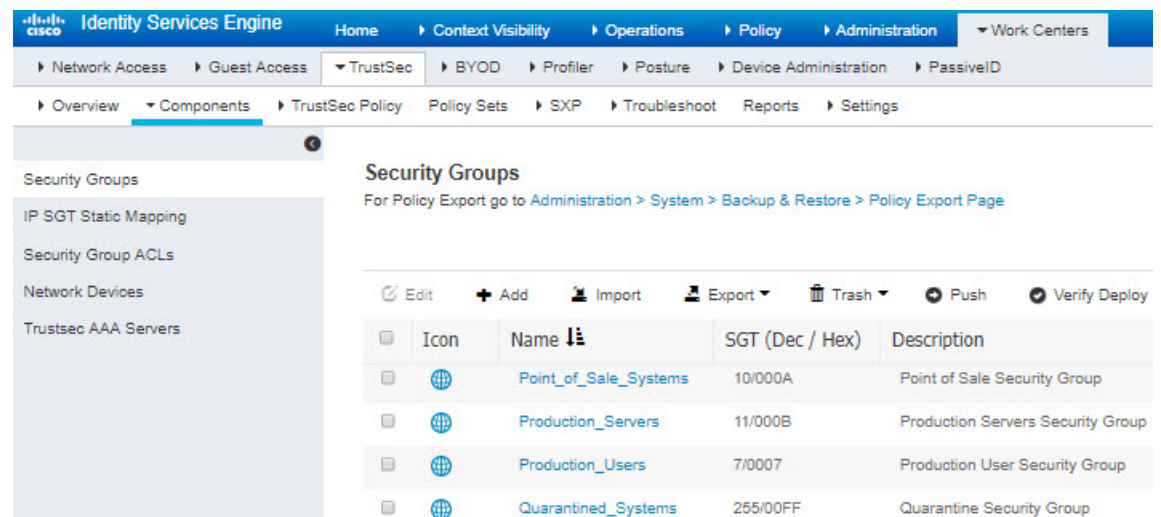 cisco Identity Services Engine Home Context Visibility Operations Policy Administration Work Centers
Network Access Guest Access TrustSec BYOD Profiler Posture Device Administration PassiveID
Overview Components TrustSec Policy Policy Sets SXP Troubleshoot Reports Settings
Security Groups
IP SGT Static Mapping
Security Group ACLs
Network Devices
Trustsec AAA Servers
Security Groups
For Policy Export go to Administration > System > Backup & Restore > Policy Export Page
Edit Add Import Export Trash Push Verify Deploy
Icon Name SGT (Dec / Hex) Description
Point_of_Sale_Systems 10/000A Point of Sale Security Group
Production_Servers 11/000B Production Servers Security Group
Production_Users 7/0007 Production User Security Group
Quarantined_Systems 255/00FF Quarantine Security Group